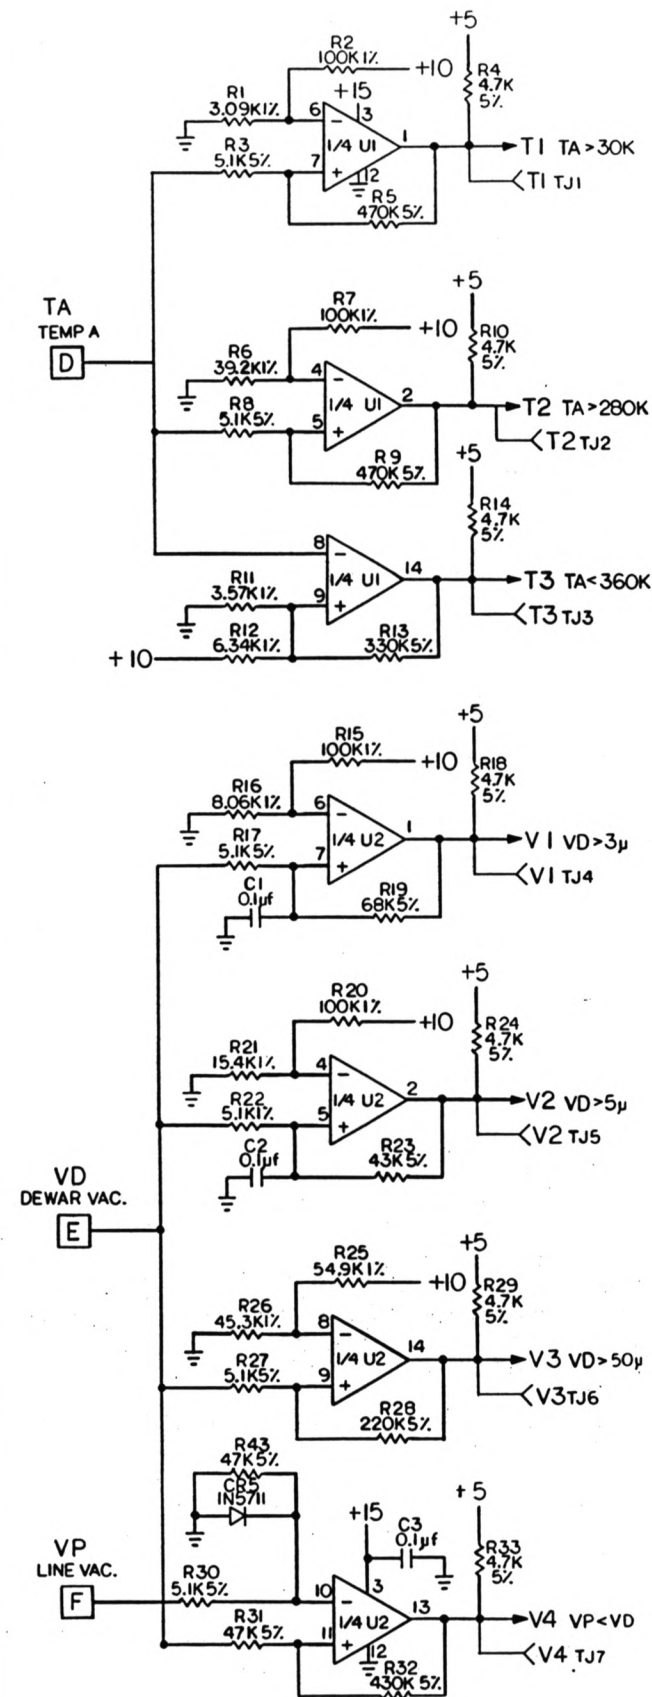 +5
R2
100K1%
+10
R4
4.7K
5%
R1
3.09K1%
+15
6
3
-
1/4 U1
1
T1 TA>30K
R3
5.1K5%
7
+
12
T1 TJ1
R5
470K5%
+5
R7
100K1%
+10
R10
4.7K
5%
TA
TEMP A
D
R6
39.2K1%
4
-
1/4 U1
2
T2 TA>280K
R8
5.1K5%
5
+
T2 TJ2
R9
470K5%
+5
R14
4.7K
5%
8
-
1/4 U1
14
T3 TA<360K
R11
3.57K1%
9
+
T3 TJ3
R12
6.34K1%
+10
R13
330K5%
+5
R15
100K1%
+10
R18
4.7K
5%
R16
8.06K1%
6
-
1/4 U2
1
V1 VD>3µ
R17
5.1K5%
7
+
V1 TJ4
C1
0.1µf
R19
68K5%
+5
R20
100K1%
+10
R24
4.7K
5%
R21
15.4K1%
4
-
1/4 U2
2
V2 VD>5µ
R22
5.1K1%
5
+
V2 TJ5
C2
0.1µf
R23
43K5%
VD
DEWAR VAC.
E
+5
R25
54.9K1%
+10
R29
4.7K
5%
R26
45.3K1%
8
-
1/4 U2
14
V3 VD>50µ
R27
5.1K5%
9
+
V3TJ6
R28
220K5%
R43
47K5%
CR5
1N5711
+15
C3
0.1µf
+5
R33
4.7K
5%
VP
LINE VAC.
F
R30
5.1K5%
10
-
3
1/4 U2
13
V4 VP<VD
R31
47K5%
11
+
12
V4 TJ7
R32
430K5%